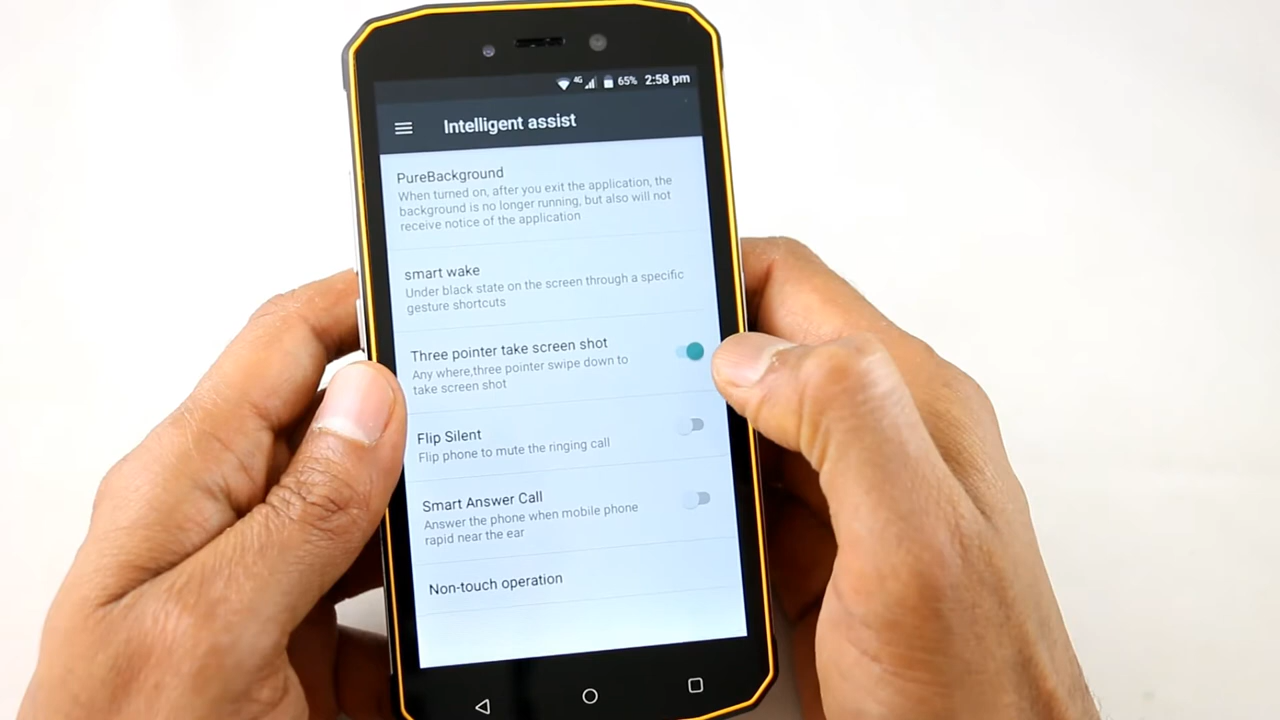 4G 65% 2:58 pm
Intelligent assist
PureBackground
When turned on, after you exit the application, the
background is no longer running, but also will not
receive notice of the application
smart wake
Under black state on the screen through a specific
gesture shortcuts
Three pointer take screen shot
Any where,three pointer swipe down to
take screen shot
Flip Silent
Flip phone to mute the ringing call
Smart Answer Call
Answer the phone when mobile phone
rapid near the ear
Non-touch operation